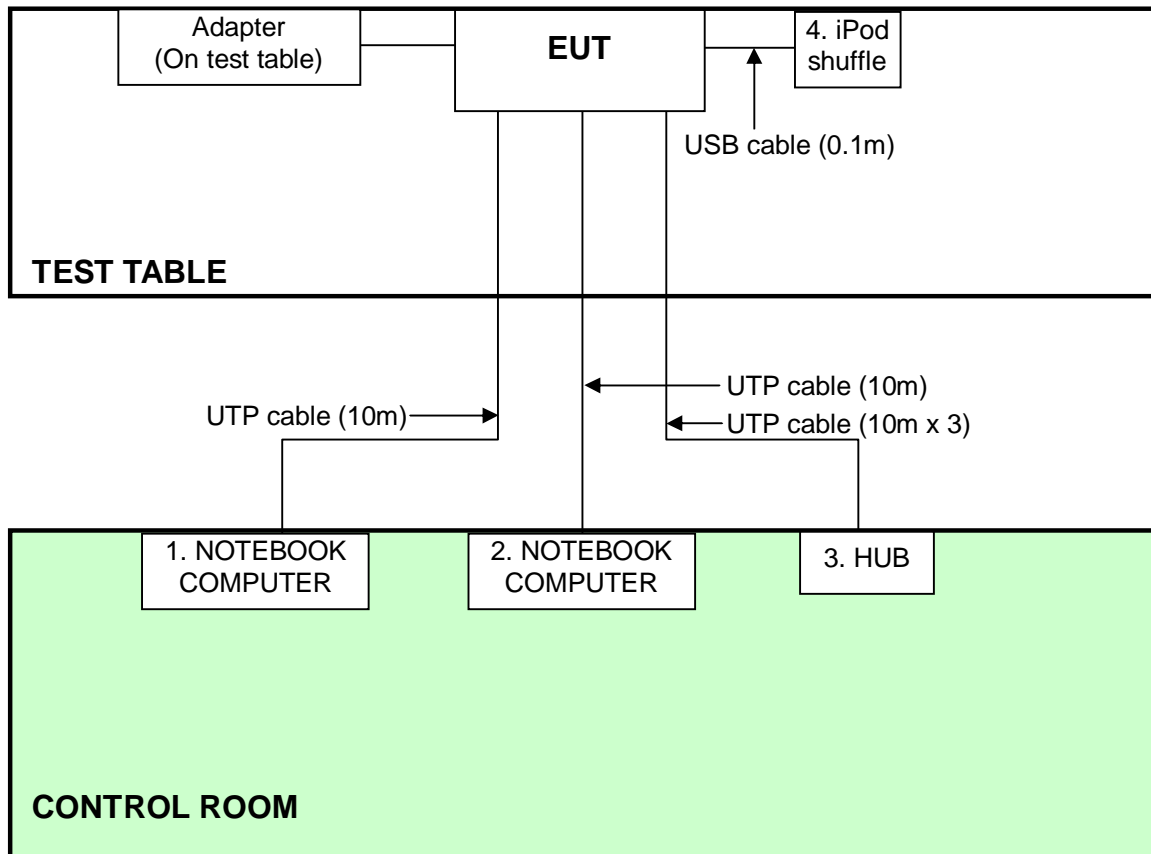 Adapter
(On test table)
EUT
4. iPod
shuffle
USB cable (0.1m)
TEST TABLE
UTP cable (10m)
UTP cable (10m)
UTP cable (10m x 3)
1. NOTEBOOK
COMPUTER
2. NOTEBOOK
COMPUTER
3. HUB
CONTROL ROOM